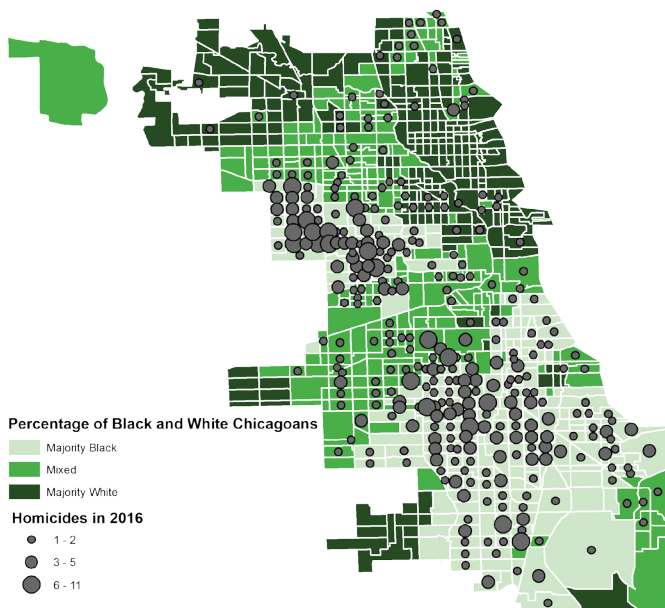 Percentage of Black and White Chicagoans
Majority Black
Mixed
Majority White
Homicides in 2016
1 - 2
3 - 5
6 - 11